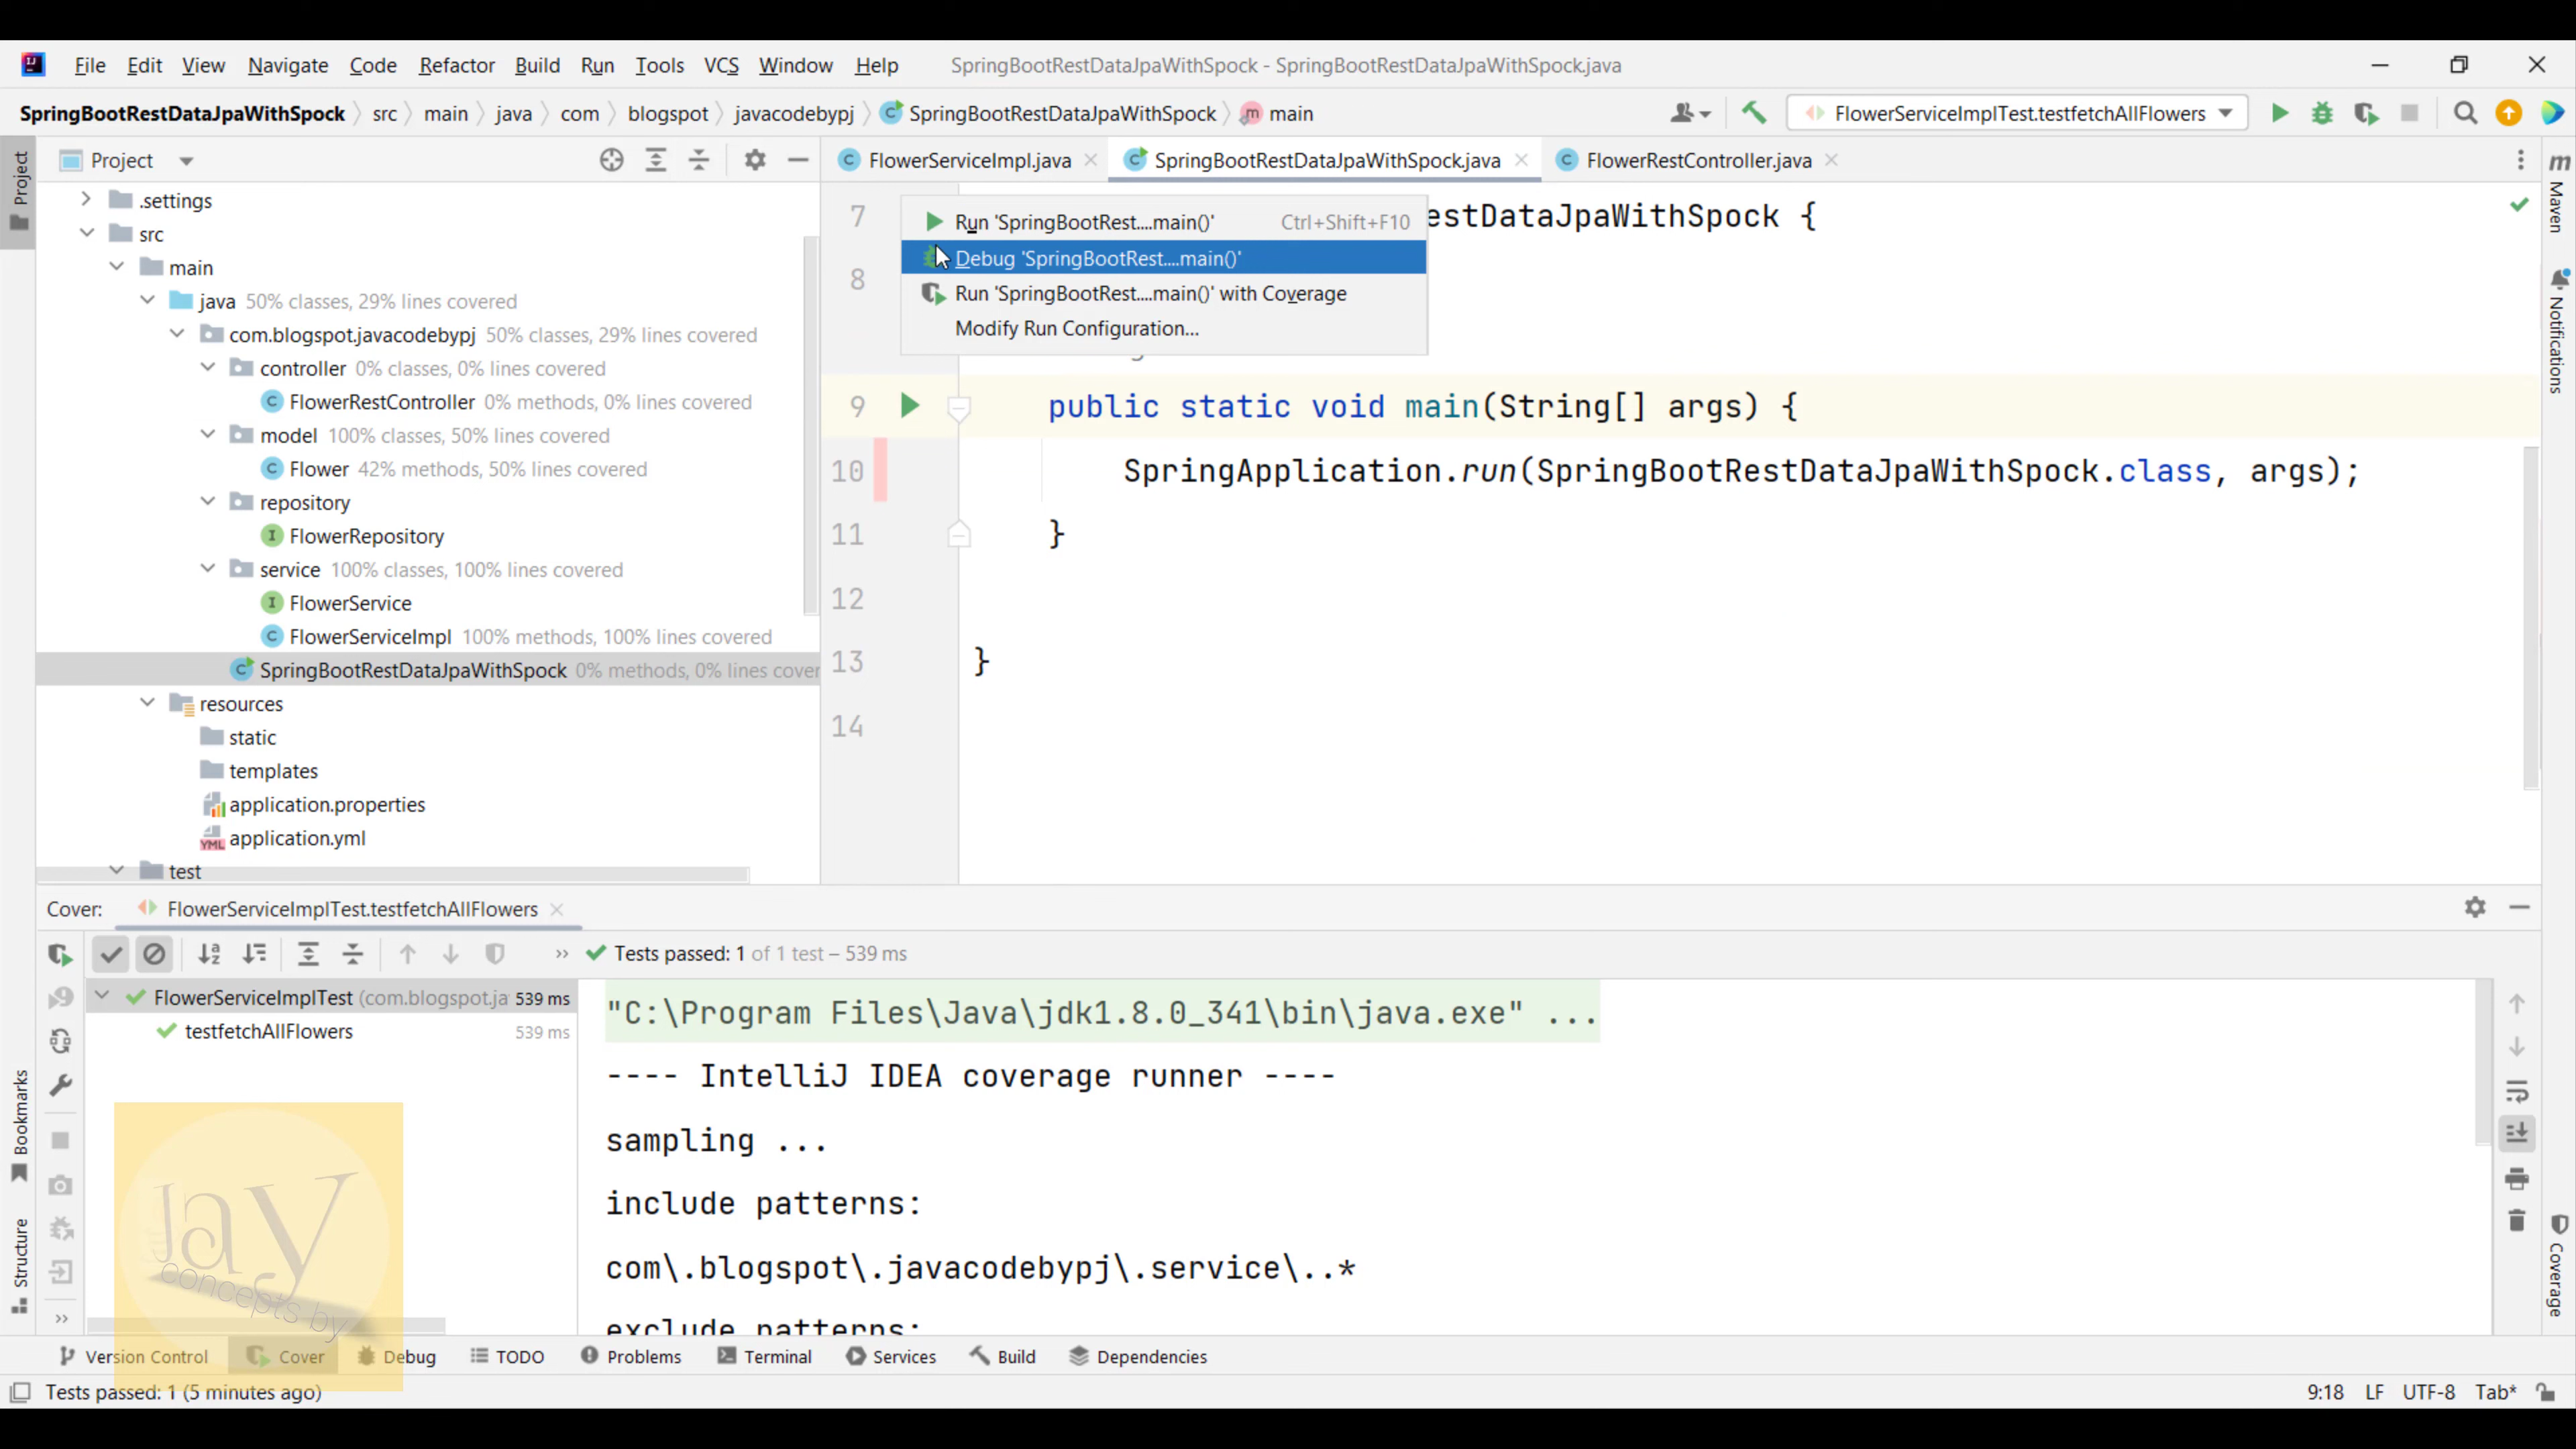 File Edit View Navigate Code Refactor Build Run Tools VCS Window Help SpringBootRestDataJpaWithSpock - SpringBootRestDataJpaWithSpock.java
SpringBootRestDataJpaWithSpock src main java com blogspot javacodebypj SpringBootRestDataJpaWithSpock main FlowerServiceImplTest.testfetchAllFlowers
Project
Project
FlowerServiceImpl.java SpringBootRestDataJpaWithSpock.java FlowerRestController.java
.settings
src
main
java 50% classes, 29% lines covered
com.blogspot.javacodebypj 50% classes, 29% lines covered
controller 0% classes, 0% lines covered
FlowerRestController 0% methods, 0% lines covered
model 100% classes, 50% lines covered
Flower 42% methods, 50% lines covered
repository
FlowerRepository
service 100% classes, 100% lines covered
FlowerService
FlowerServiceImpl 100% methods, 100% lines covered
SpringBootRestDataJpaWithSpock 0% methods, 0% lines cover
resources
static
templates
application.properties
application.yml
test
7 estDataJpaWithSpock {
8
Run 'SpringBootRest....main()' Ctrl+Shift+F10
Debug 'SpringBootRest....main()'
Run 'SpringBootRest....main()' with Coverage
Modify Run Configuration...
9 public static void main(String[] args) {
10 SpringApplication.run(SpringBootRestDataJpaWithSpock.class, args);
11 }
12
13 }
14
Maven
Notifications
Cover: FlowerServiceImplTest.testfetchAllFlowers
Tests passed: 1 of 1 test – 539 ms
FlowerServiceImplTest (com.blogspot.ja 539 ms
testfetchAllFlowers 539 ms
"C:\Program Files\Java\jdk1.8.0_341\bin\java.exe" ...
---- IntelliJ IDEA coverage runner ----
sampling ...
include patterns:
com\.blogspot\.javacodebypj\.service\..*
exclude patterns:
Bookmarks
Structure
Coverage
Jay
concepts by
Version Control Cover Debug TODO Problems Terminal Services Build Dependencies
Tests passed: 1 (5 minutes ago) 9:18 LF UTF-8 Tab*